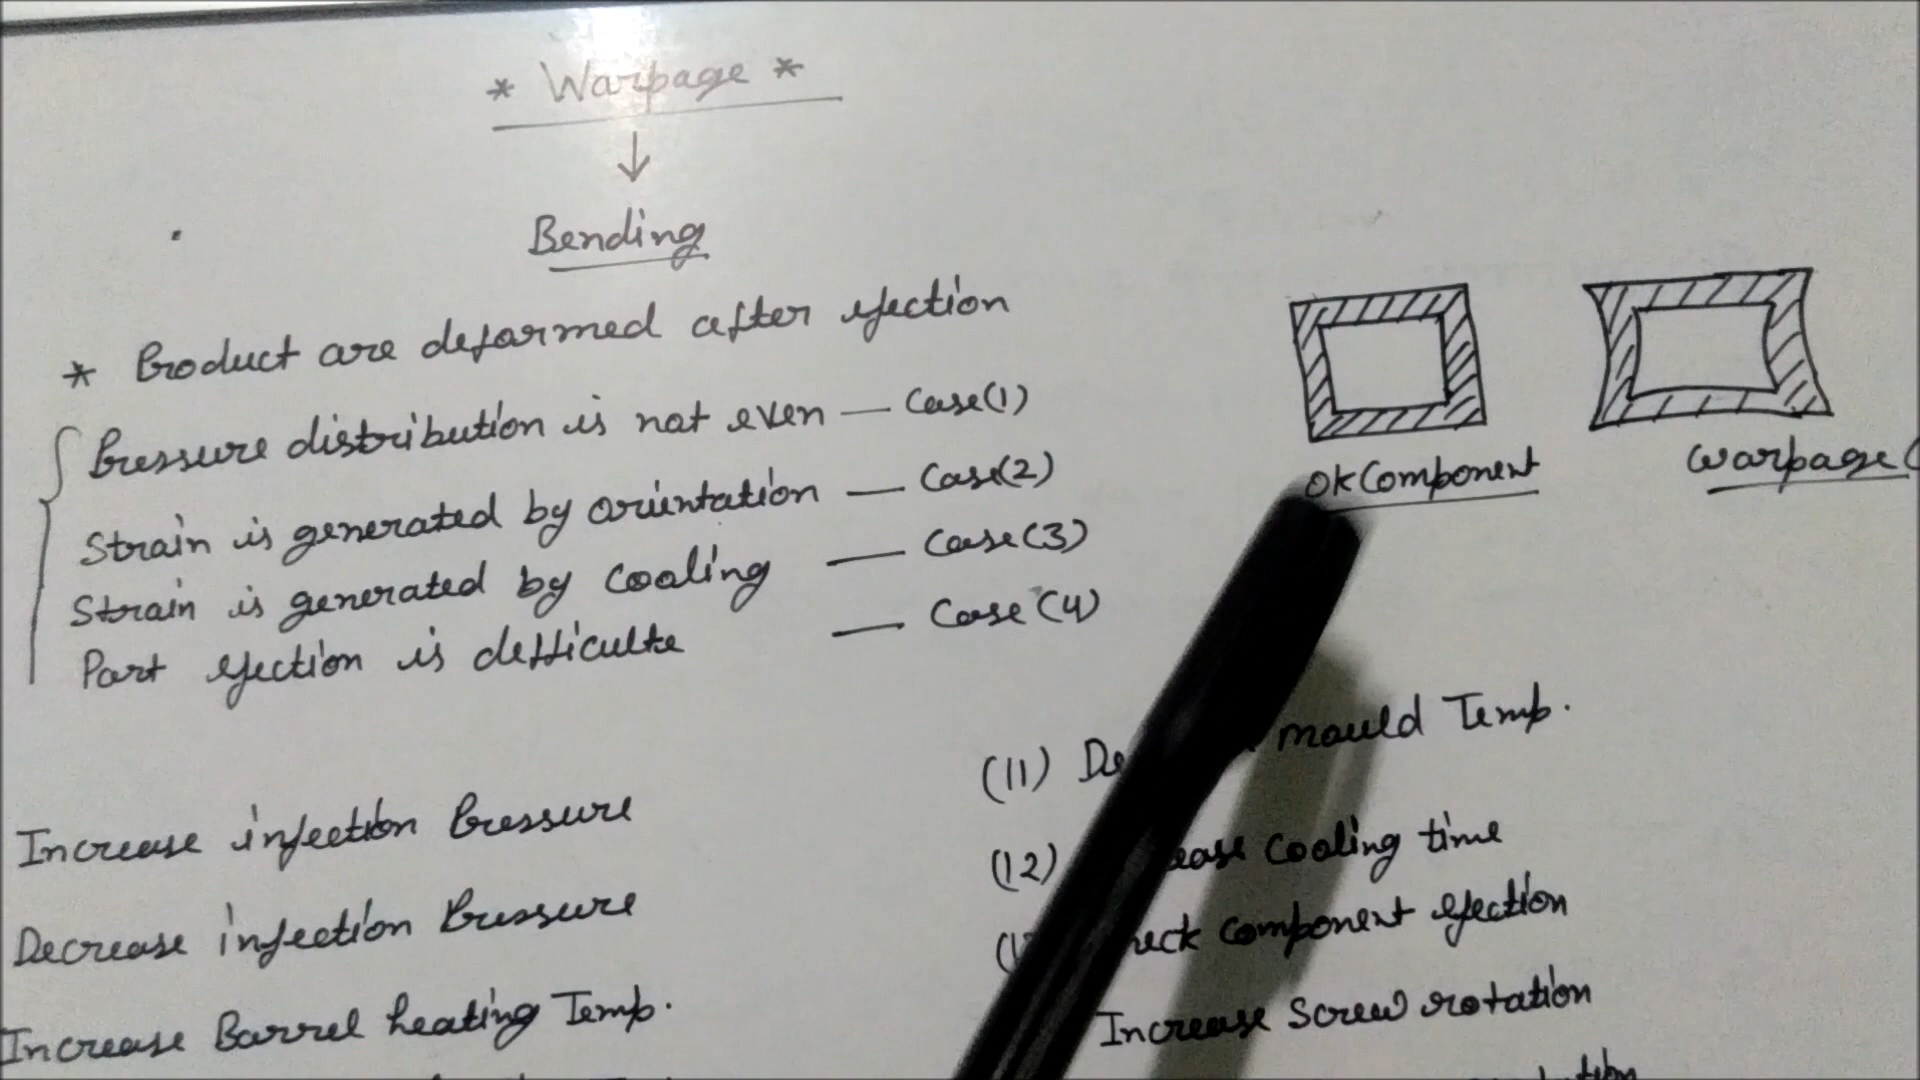 * Warpage *
Bending
* Product are deformed after ejection
Pressure distribution is not even — Case(1)
Strain is generated by oriuntation — Case(2)
Strain is generated by cooling — Case(3)
Part ejection is defficulte — Case(4)
OK Component
Warpage
Increase injection Pressure
Decrease injection Pressure
Increase Barrel heating Temp.
(11) mould Temp.
(12) cooling time
component ejection
Increase Screw rotation